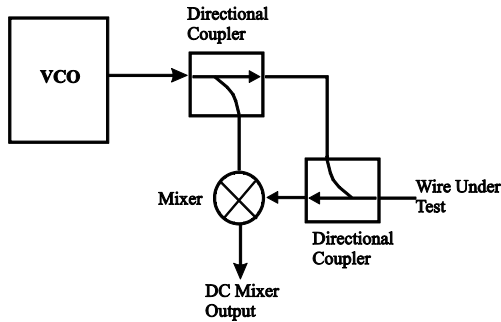 Directional
Coupler
VCO
Mixer
Wire Under
Test
Directional
Coupler
DC Mixer
Output